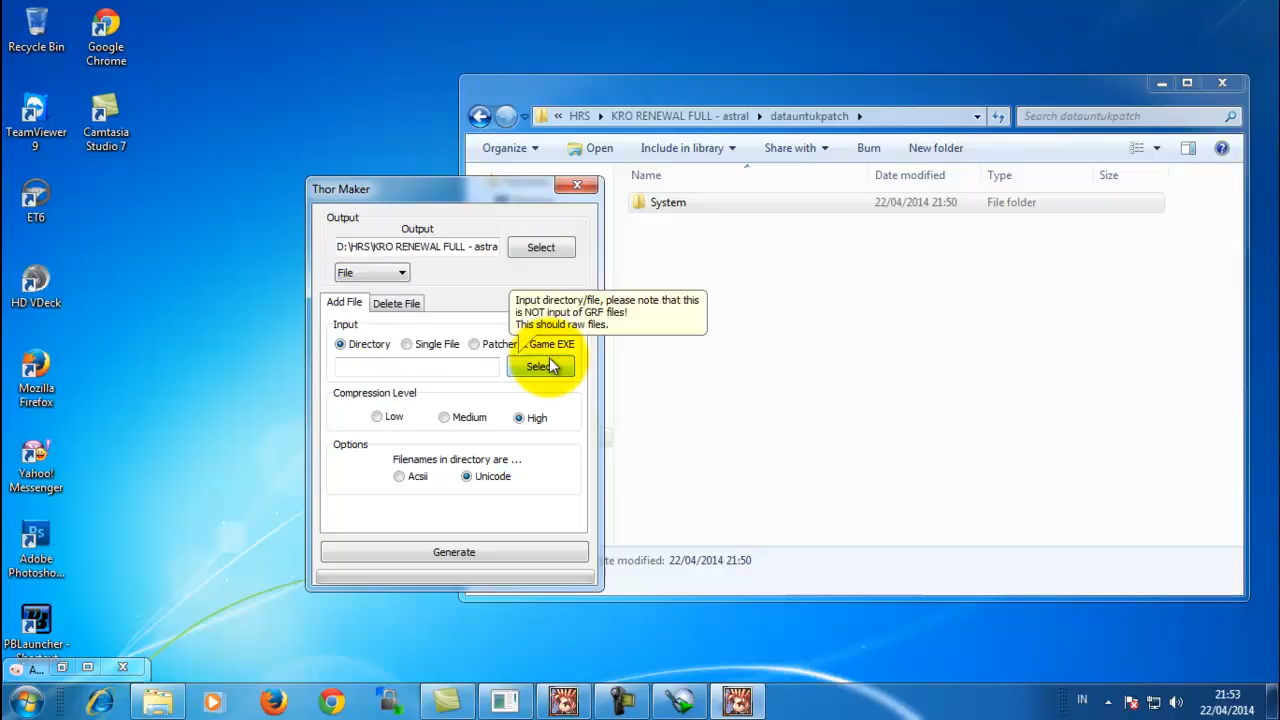 Recycle Bin
Google
Chrome
TeamViewer
9
Camtasia
Studio 7
ET6
HD VDeck
Mozilla
Firefox
Yahoo!
Messenger
Adobe
Photosho...
PBLauncher -
HRS
KRO RENEWAL FULL - astral
datauntukpatch
Search datauntukpatch
Organize
Open
Include in library
Share with
Burn
New folder
Name
Date modified
Type
Size
System
22/04/2014 21:50
File folder
te modified: 22/04/2014 21:50
Thor Maker
Output
Output
D:\HRS\KRO RENEWAL FULL - astra
Select
File
Add File
Delete File
Input directory/file, please note that this
is NOT input of GRF files!
This should raw files.
Input
Directory
Single File
Patcher
Game EXE
Select
Compression Level
Low
Medium
High
Options
Filenames in directory are ...
Acsii
Unicode
Generate
A...
IN
21:53
22/04/2014